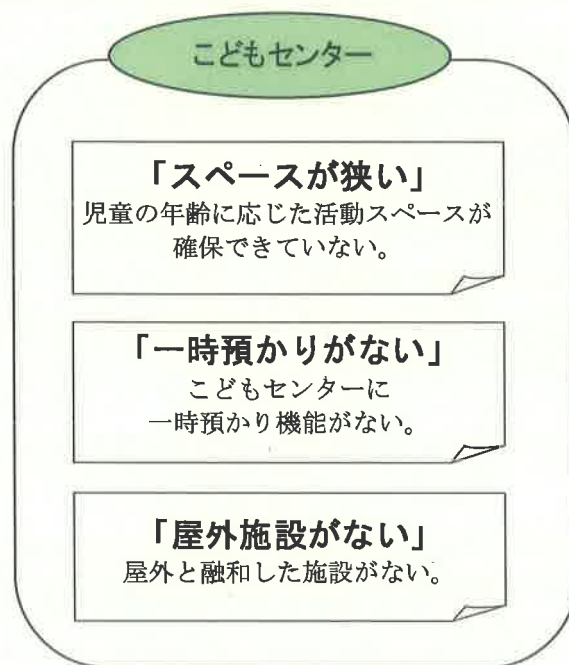 こどもセンター
「スペースが狭い」
児童の年齢に応じた活動スペースが
確保できていない。
「一時預かりがない」
こどもセンターに
一時預かり機能がない。
「屋外施設がない」
屋外と融和した施設がない。